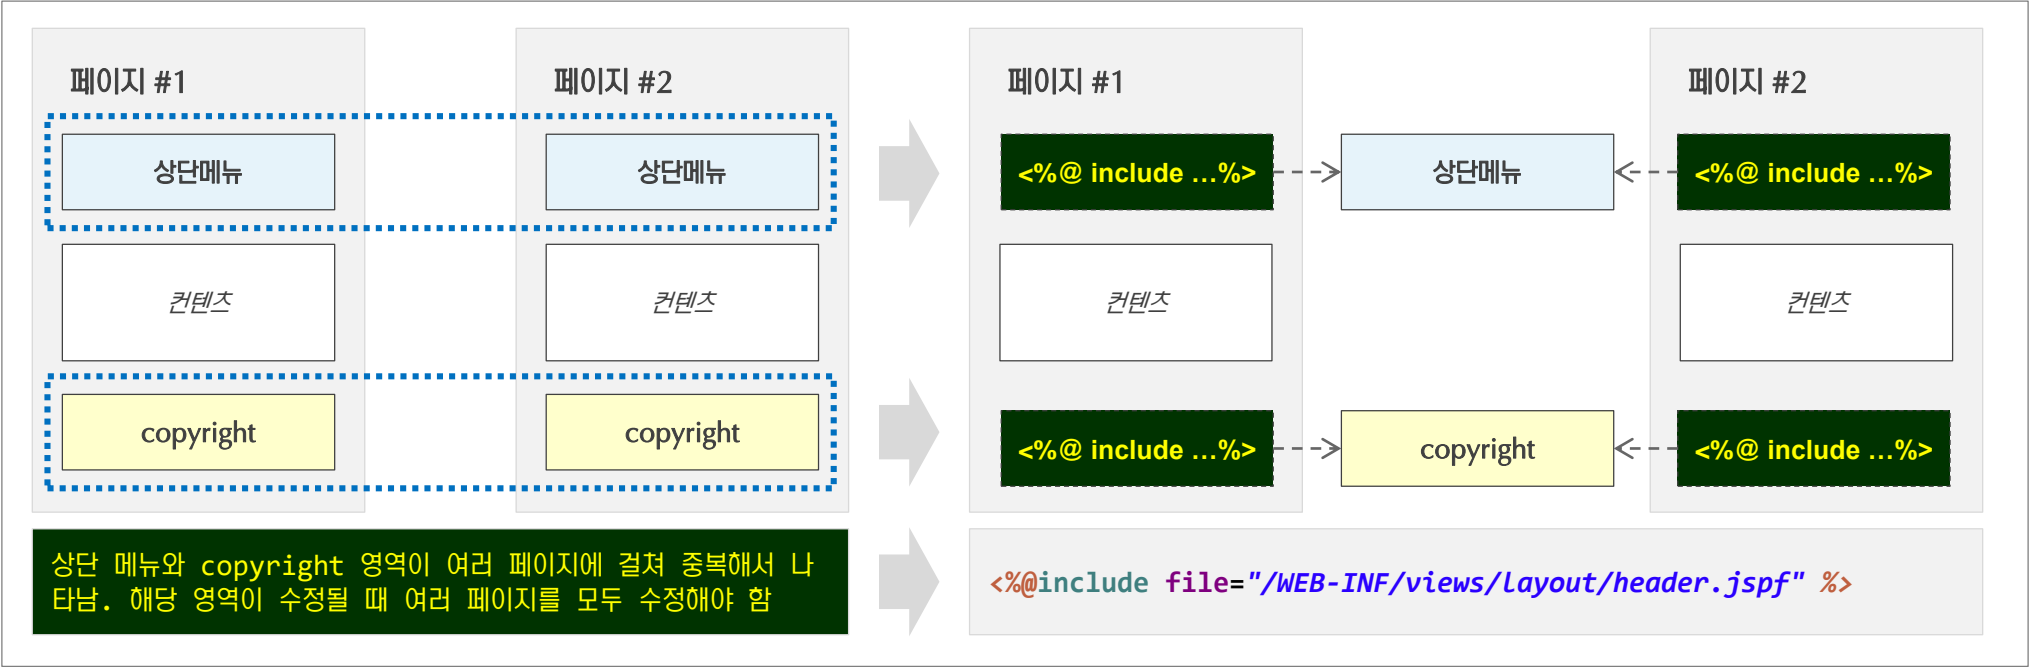 페이지 #1
페이지 #2
상단메뉴
상단메뉴
컨텐츠
컨텐츠
copyright
copyright
상단 메뉴와 copyright 영역이 여러 페이지에 걸쳐 중복해서 나
타남. 해당 영역이 수정될 때 여러 페이지를 모두 수정해야 함
페이지 #1
페이지 #2
<%@ include ...%>
상단메뉴
<%@ include ...%>
컨텐츠
컨텐츠
<%@ include ...%>
copyright
<%@ include ...%>
<%@include file="/WEB-INF/views/layout/header.jspf" %>